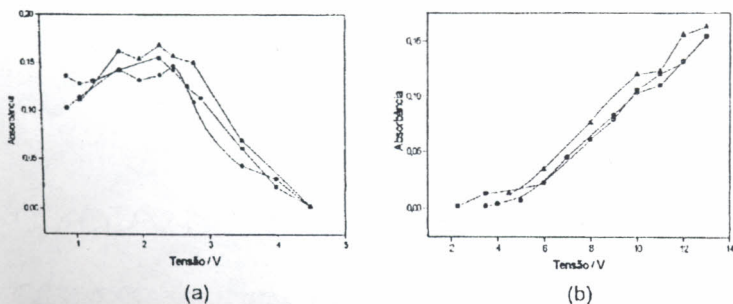 0,20
0,15
0,10
0,05
0,00
Absorbância
1 2 3 4 5
Tensão / V
(a)
0,15
0,10
0,05
0,00
Absorbância
2 4 6 8 10 12 14
Tensão / V
(b)